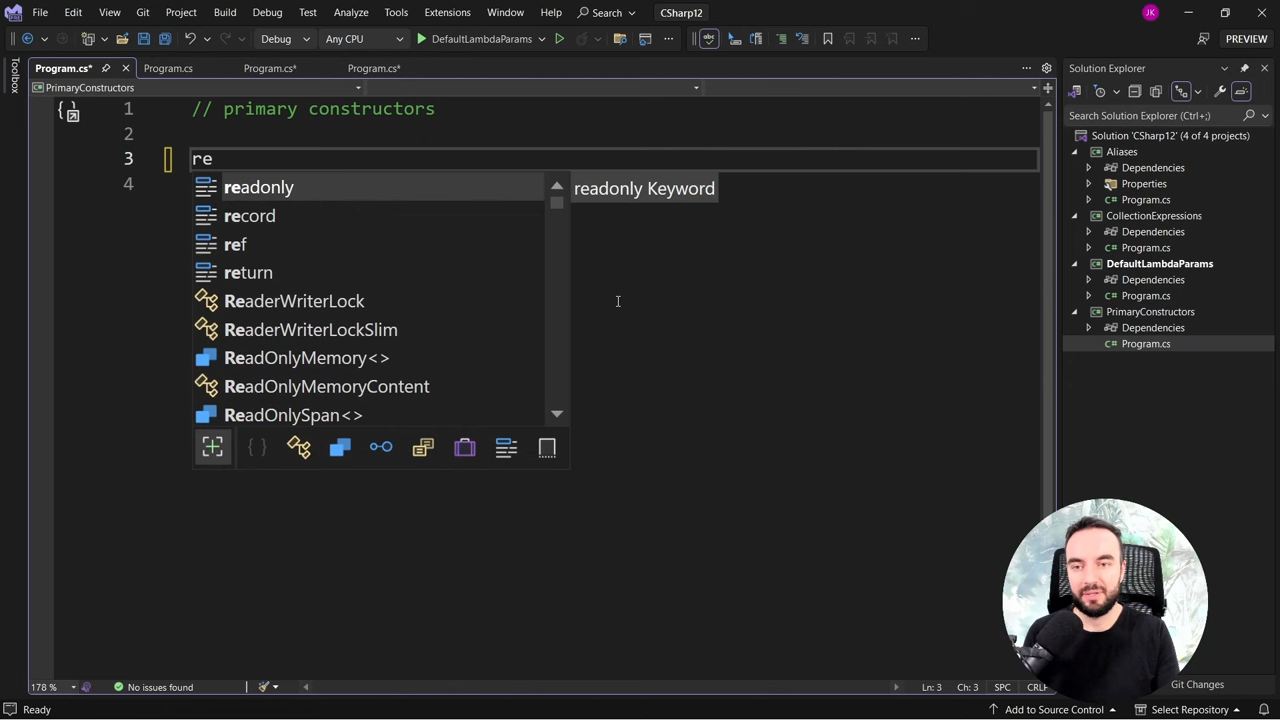 File Edit View Git Project Build Debug Test Analyze Tools Extensions Window Help Search CSharp12 JK
Debug Any CPU DefaultLambdaParams PREVIEW
Toolbox
Program.cs* Program.cs Program.cs* Program.cs*
PrimaryConstructors
1 // primary constructors
2
3 re
4
readonly
record
ref
return
ReaderWriterLock
ReaderWriterLockSlim
ReadOnlyMemory<>
ReadOnlyMemoryContent
ReadOnlySpan<>
readonly Keyword
Solution Explorer
Search Solution Explorer (Ctrl+;)
Solution 'CSharp12' (4 of 4 projects)
Aliases
Dependencies
Properties
C# Program.cs
CollectionExpressions
Dependencies
C# Program.cs
DefaultLambdaParams
Dependencies
C# Program.cs
PrimaryConstructors
Dependencies
C# Program.cs
178 % No issues found Ln: 3 Ch: 3 SPC CRLF
Git Changes
Ready Add to Source Control Select Repository